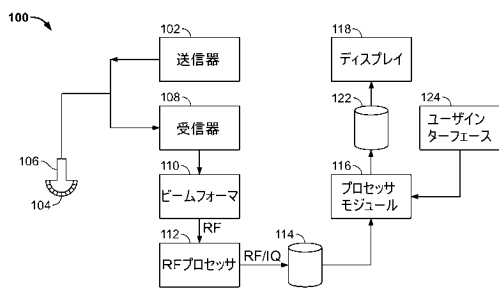 100
102
送信器
108
受信器
106
104
110
ビームフォーマ
RF
112
RFプロセッサ
RF/IQ
114
118
ディスプレイ
122
124
ユーザイン
ターフェース
116
プロセッサ
モジュール